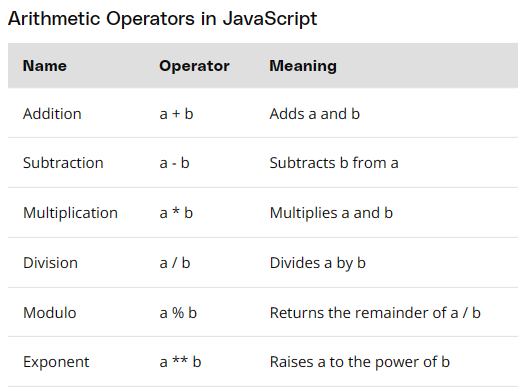 Arithmetic Operators in JavaScript
Name Operator Meaning
Addition a + b Adds a and b
Subtraction a - b Subtracts b from a
Multiplication a * b Multiplies a and b
Division a / b Divides a by b
Modulo a % b Returns the remainder of a / b
Exponent a ** b Raises a to the power of b